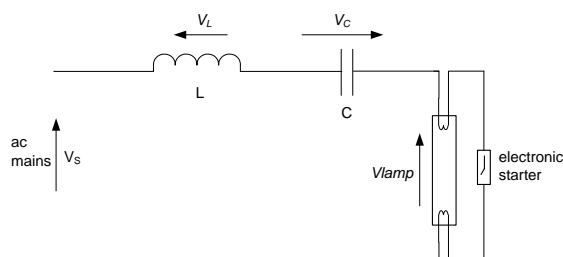 V_L
V_C
L
C
ac
mains
V_S
Vlamp
electronic
starter